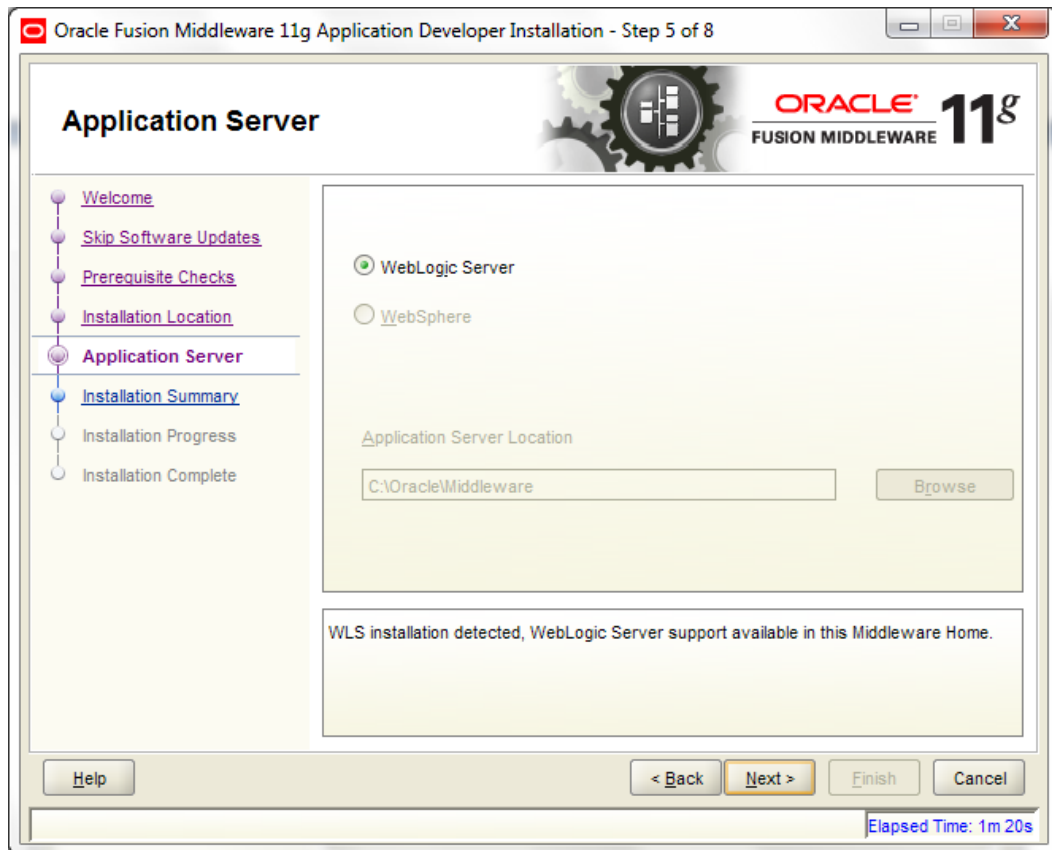 Oracle Fusion Middleware 11g Application Developer Installation - Step 5 of 8
Application Server
ORACLE
FUSION MIDDLEWARE
11g
Welcome
Skip Software Updates
Prerequisite Checks
Installation Location
Application Server
Installation Summary
Installation Progress
Installation Complete
WebLogic Server
WebSphere
Application Server Location
C:\Oracle\Middleware
Browse
WLS installation detected, WebLogic Server support available in this Middleware Home.
Help
< Back
Next >
Finish
Cancel
Elapsed Time: 1m 20s